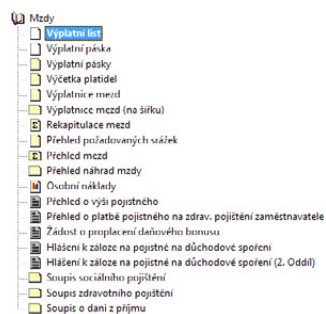 Mzdy
Výplatní list
Výplatní páska
Výplatní pásky
Výčetka platidel
Výplatnice mezd
Výplatnice mezd (na šířku)
Rekapitulace mezd
Přehled požadovaných srážek
Přehled mezd
Přehled náhrad mzdy
Osobní náklady
Přehled o výši pojistného
Přehled o platbě pojistného na zdrav. pojištění zaměstnavatele
Žádost o proplacení daňového bonusu
Hlášení k záloze na pojistné na důchodové spoření
Hlášení k záloze na pojistné na důchodové spoření (2. Oddíl)
Soupis sociálního pojištění
Soupis zdravotního pojištění
Soupis o dani z příjmu